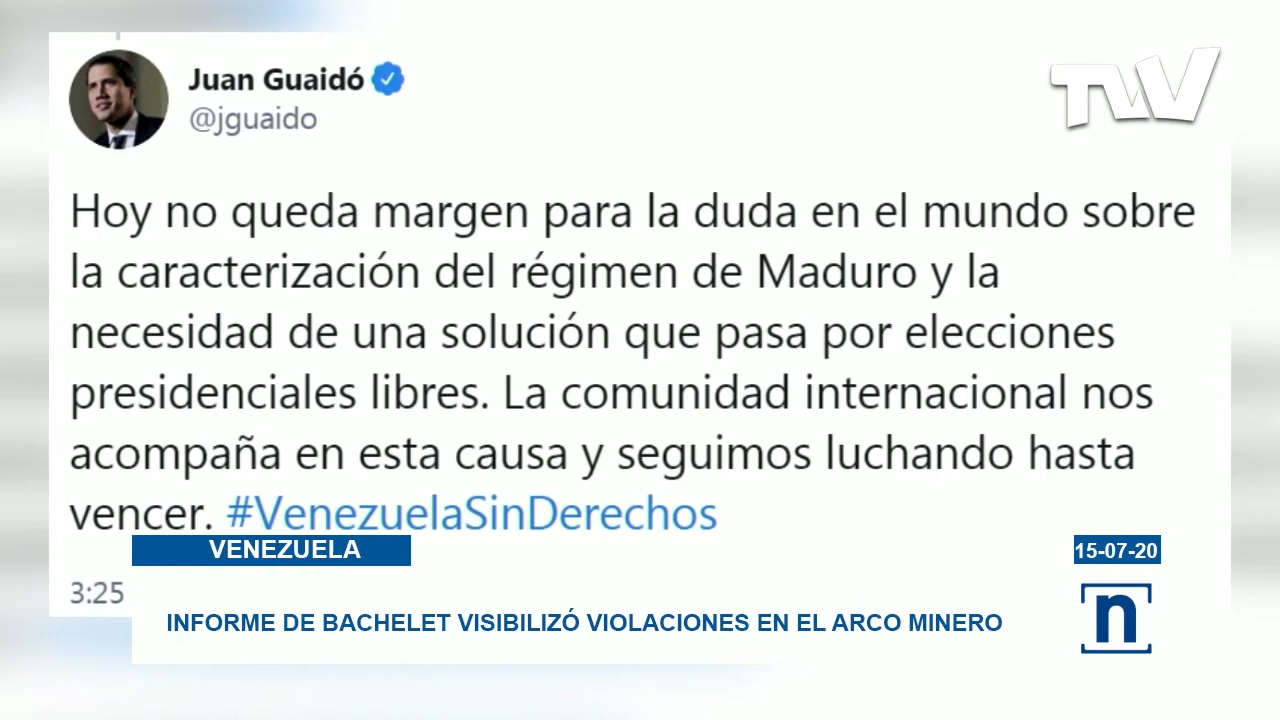 Juan Guaidó
@jguaido
TVV
Hoy no queda margen para la duda en el mundo sobre
la caracterización del régimen de Maduro y la
necesidad de una solución que pasa por elecciones
presidenciales libres. La comunidad internacional nos
acompaña en esta causa y seguimos luchando hasta
vencer. #VenezuelaSinDerechos
VENEZUELA
15-07-20
3:25
INFORME DE BACHELET VISIBILIZÓ VIOLACIONES EN EL ARCO MINERO
n